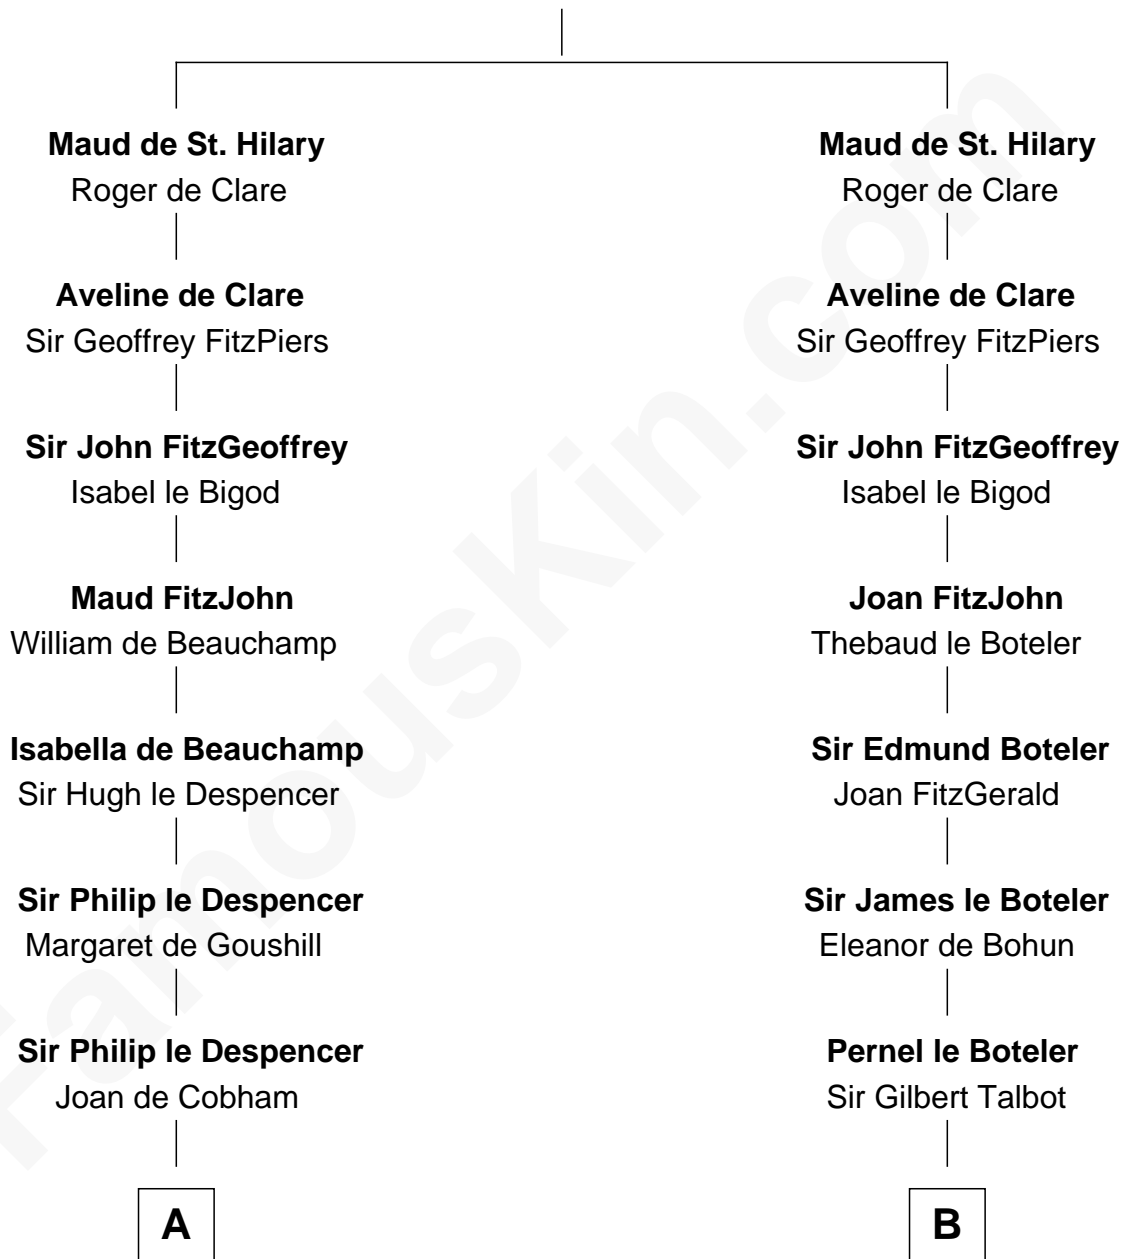 Maud de St. Hilary
Roger de Clare
Aveline de Clare
Sir Geoffrey FitzPiers
Sir John FitzGeoffrey
Isabel le Bigod
Maud FitzJohn
William de Beauchamp
Isabella de Beauchamp
Sir Hugh le Despencer
Sir Philip le Despencer
Margaret de Goushill
Sir Philip le Despencer
Joan de Cobham
A
Maud de St. Hilary
Roger de Clare
Aveline de Clare
Sir Geoffrey FitzPiers
Sir John FitzGeoffrey
Isabel le Bigod
Joan FitzJohn
Thebaud le Boteler
Sir Edmund Boteler
Joan FitzGerald
Sir James le Boteler
Eleanor de Bohun
Pernel le Boteler
Sir Gilbert Talbot
B
FamousKin.com